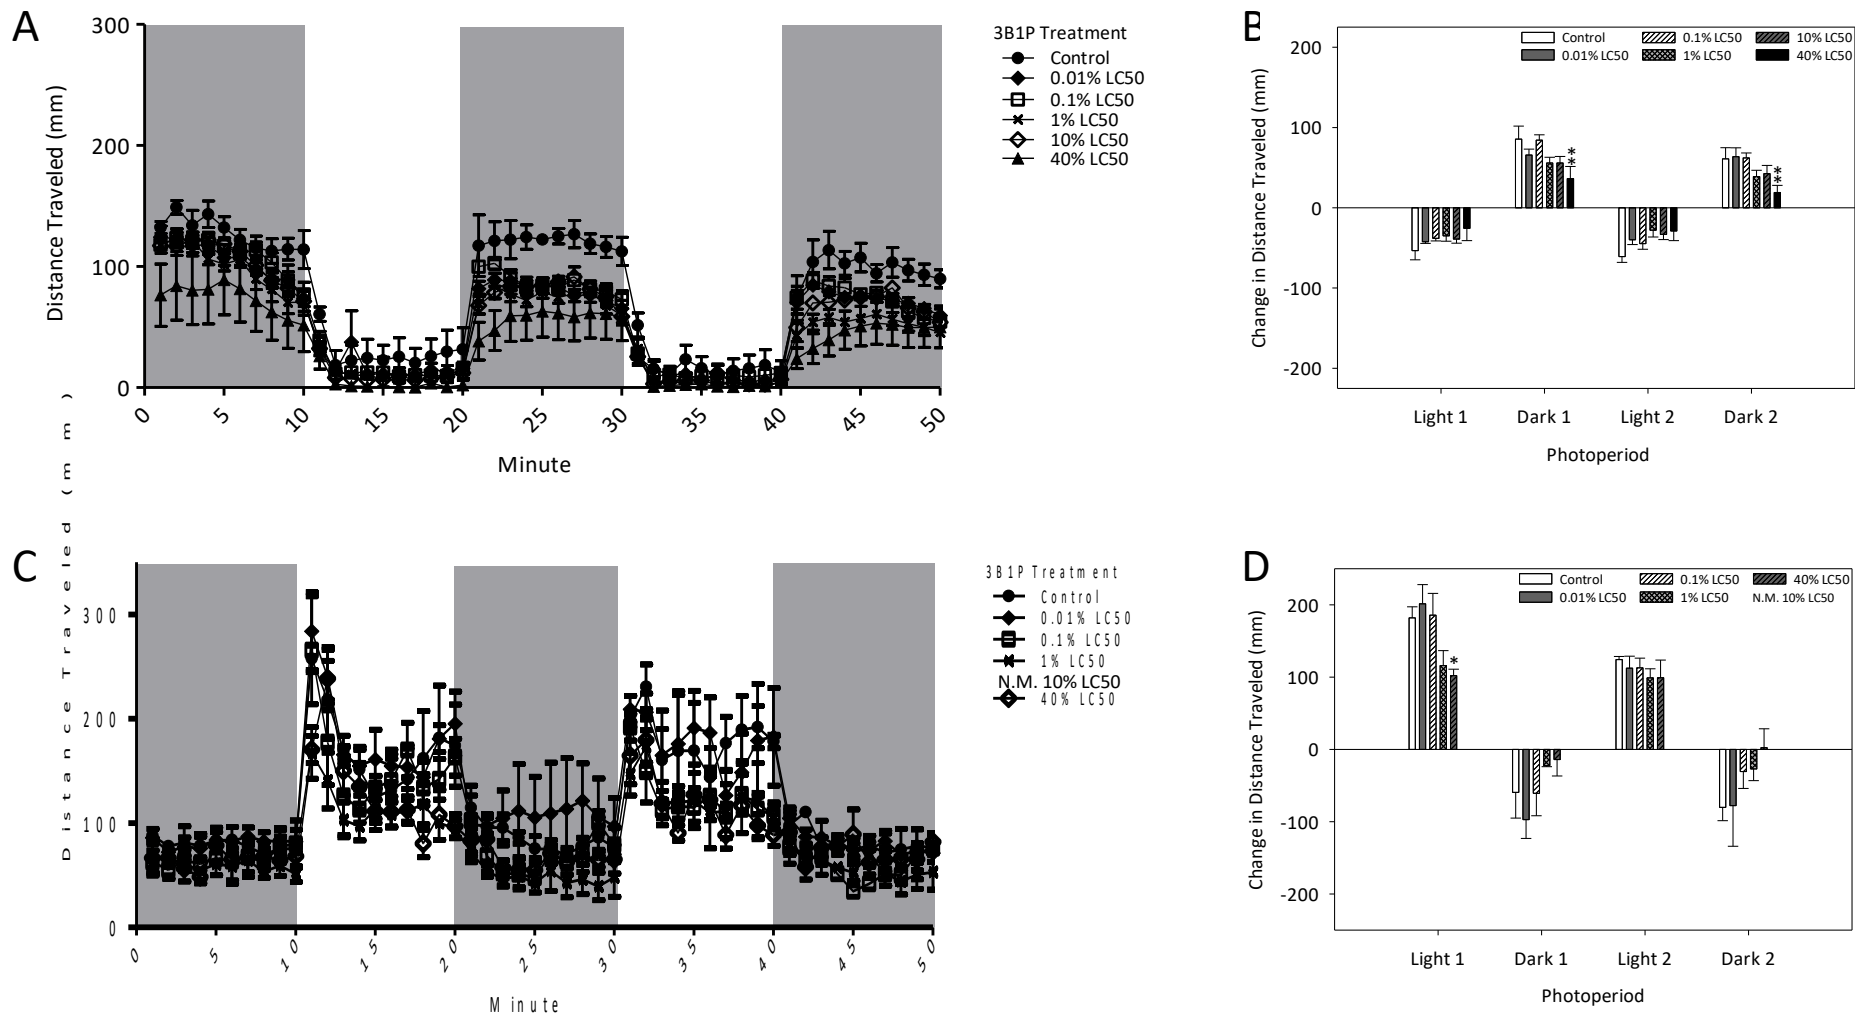 A
300
200
100
0
Distance Traveled (mm)
0 5 10 15 20 25 30 35 40 45 50
Minute
3B1P Treatment
Control
0.01% LC50
0.1% LC50
1% LC50
10% LC50
40% LC50
B
Control
0.1% LC50
10% LC50
0.01% LC50
1% LC50
40% LC50
200
100
0
-100
-200
Change in Distance Traveled (mm)
** **
Light 1 Dark 1 Light 2 Dark 2
Photoperiod
C
Distance Traveled (mm)
300
200
100
0
0 5 10 15 20 25 30 35 40 45 50
Minute
3B1P Treatment
Control
0.01% LC50
0.1% LC50
1% LC50
N.M. 10% LC50
40% LC50
D
Control
0.1% LC50
40% LC50
0.01% LC50
1% LC50
N.M. 10% LC50
200
100
0
-100
-200
Change in Distance Traveled (mm)
*
Light 1 Dark 1 Light 2 Dark 2
Photoperiod